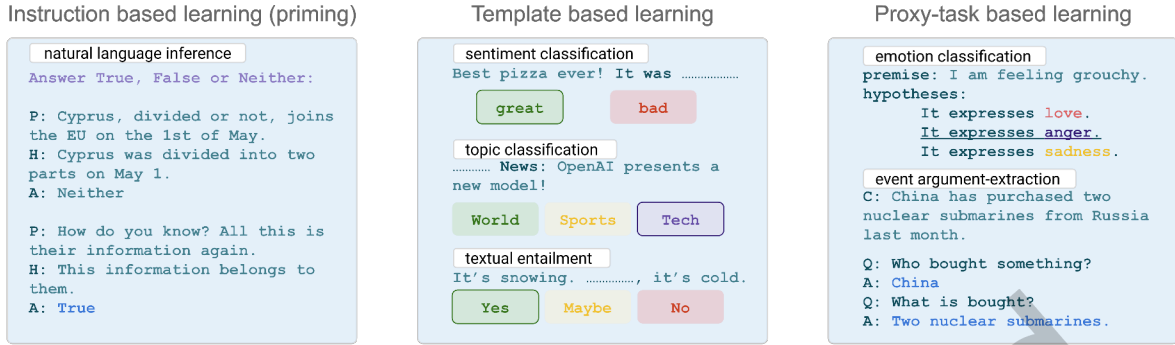 Instruction based learning (priming)
natural language inference
Answer True, False or Neither:
P: Cyprus, divided or not, joins
the EU on the 1st of May.
H: Cyprus was divided into two
parts on May 1.
A: Neither
P: How do you know? All this is
their information again.
H: This information belongs to
them.
A: True
Template based learning
sentiment classification
Best pizza ever! It was ..................
great bad
topic classification
............ News: OpenAI presents a
new model!
World Sports Tech
textual entailment
It's snowing. ..............., it's cold.
Yes Maybe No
Proxy-task based learning
emotion classification
premise: I am feeling grouchy.
hypotheses:
It expresses love.
It expresses anger.
It expresses sadness.
event argument-extraction
C: China has purchased two
nuclear submarines from Russia
last month.
Q: Who bought something?
A: China
Q: What is bought?
A: Two nuclear submarines.